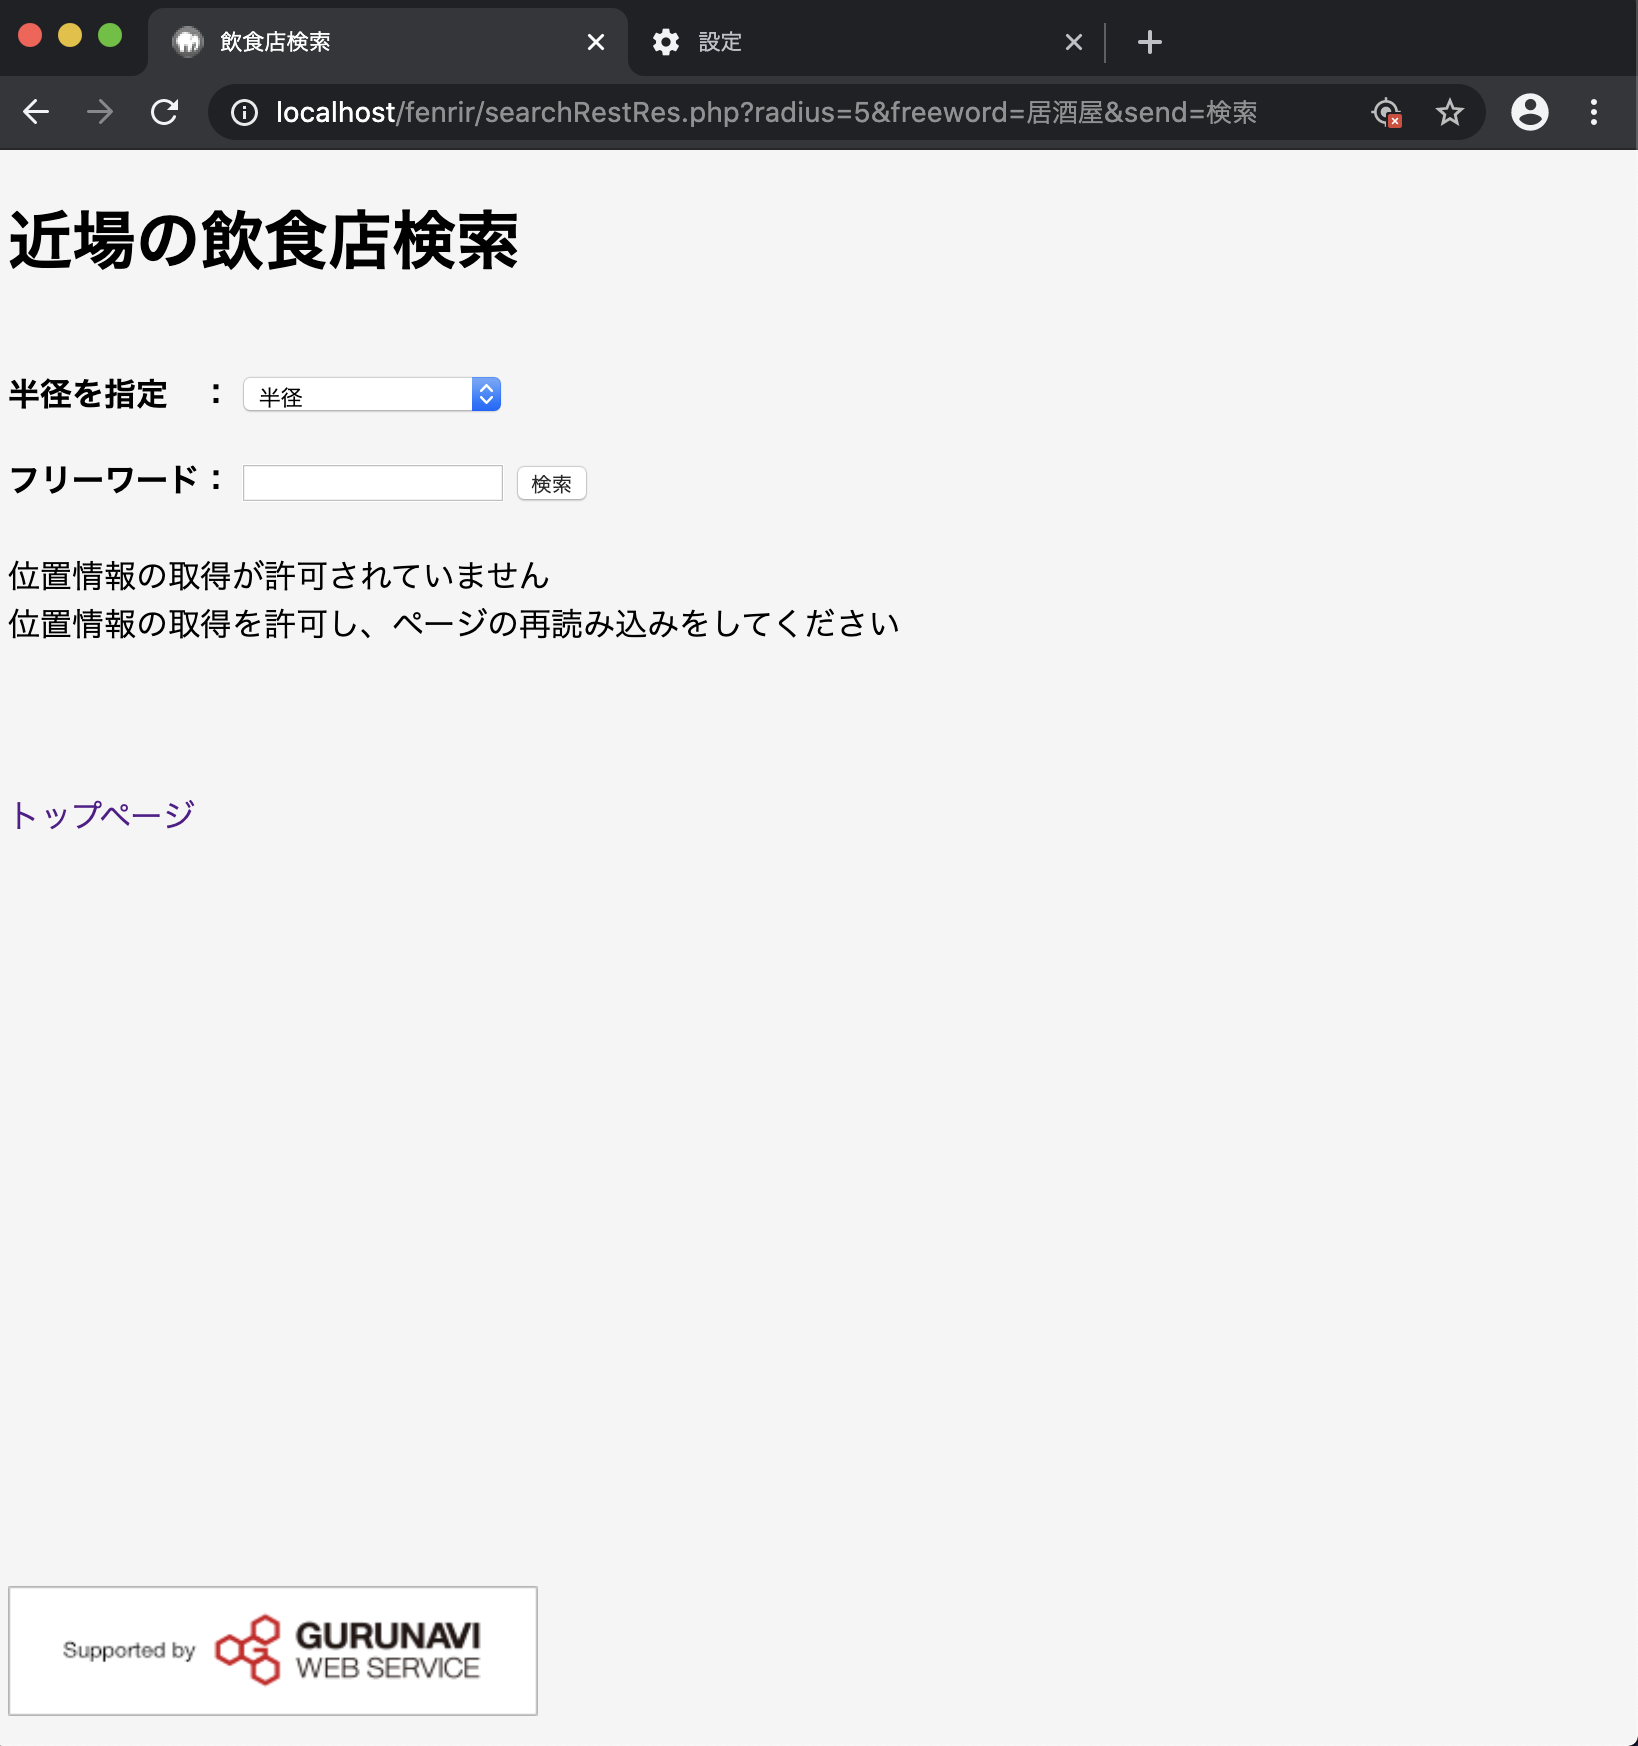 飲食店検索
設定
localhost/fenrir/searchRestRes.php?radius=5&freeword=居酒屋&send=検索
近場の飲食店検索
半径を指定　： 半径
フリーワード： 検索
位置情報の取得が許可されていません
位置情報の取得を許可し、ページの再読み込みをしてください
トップページ
Supported by GURUNAVI
WEB SERVICE